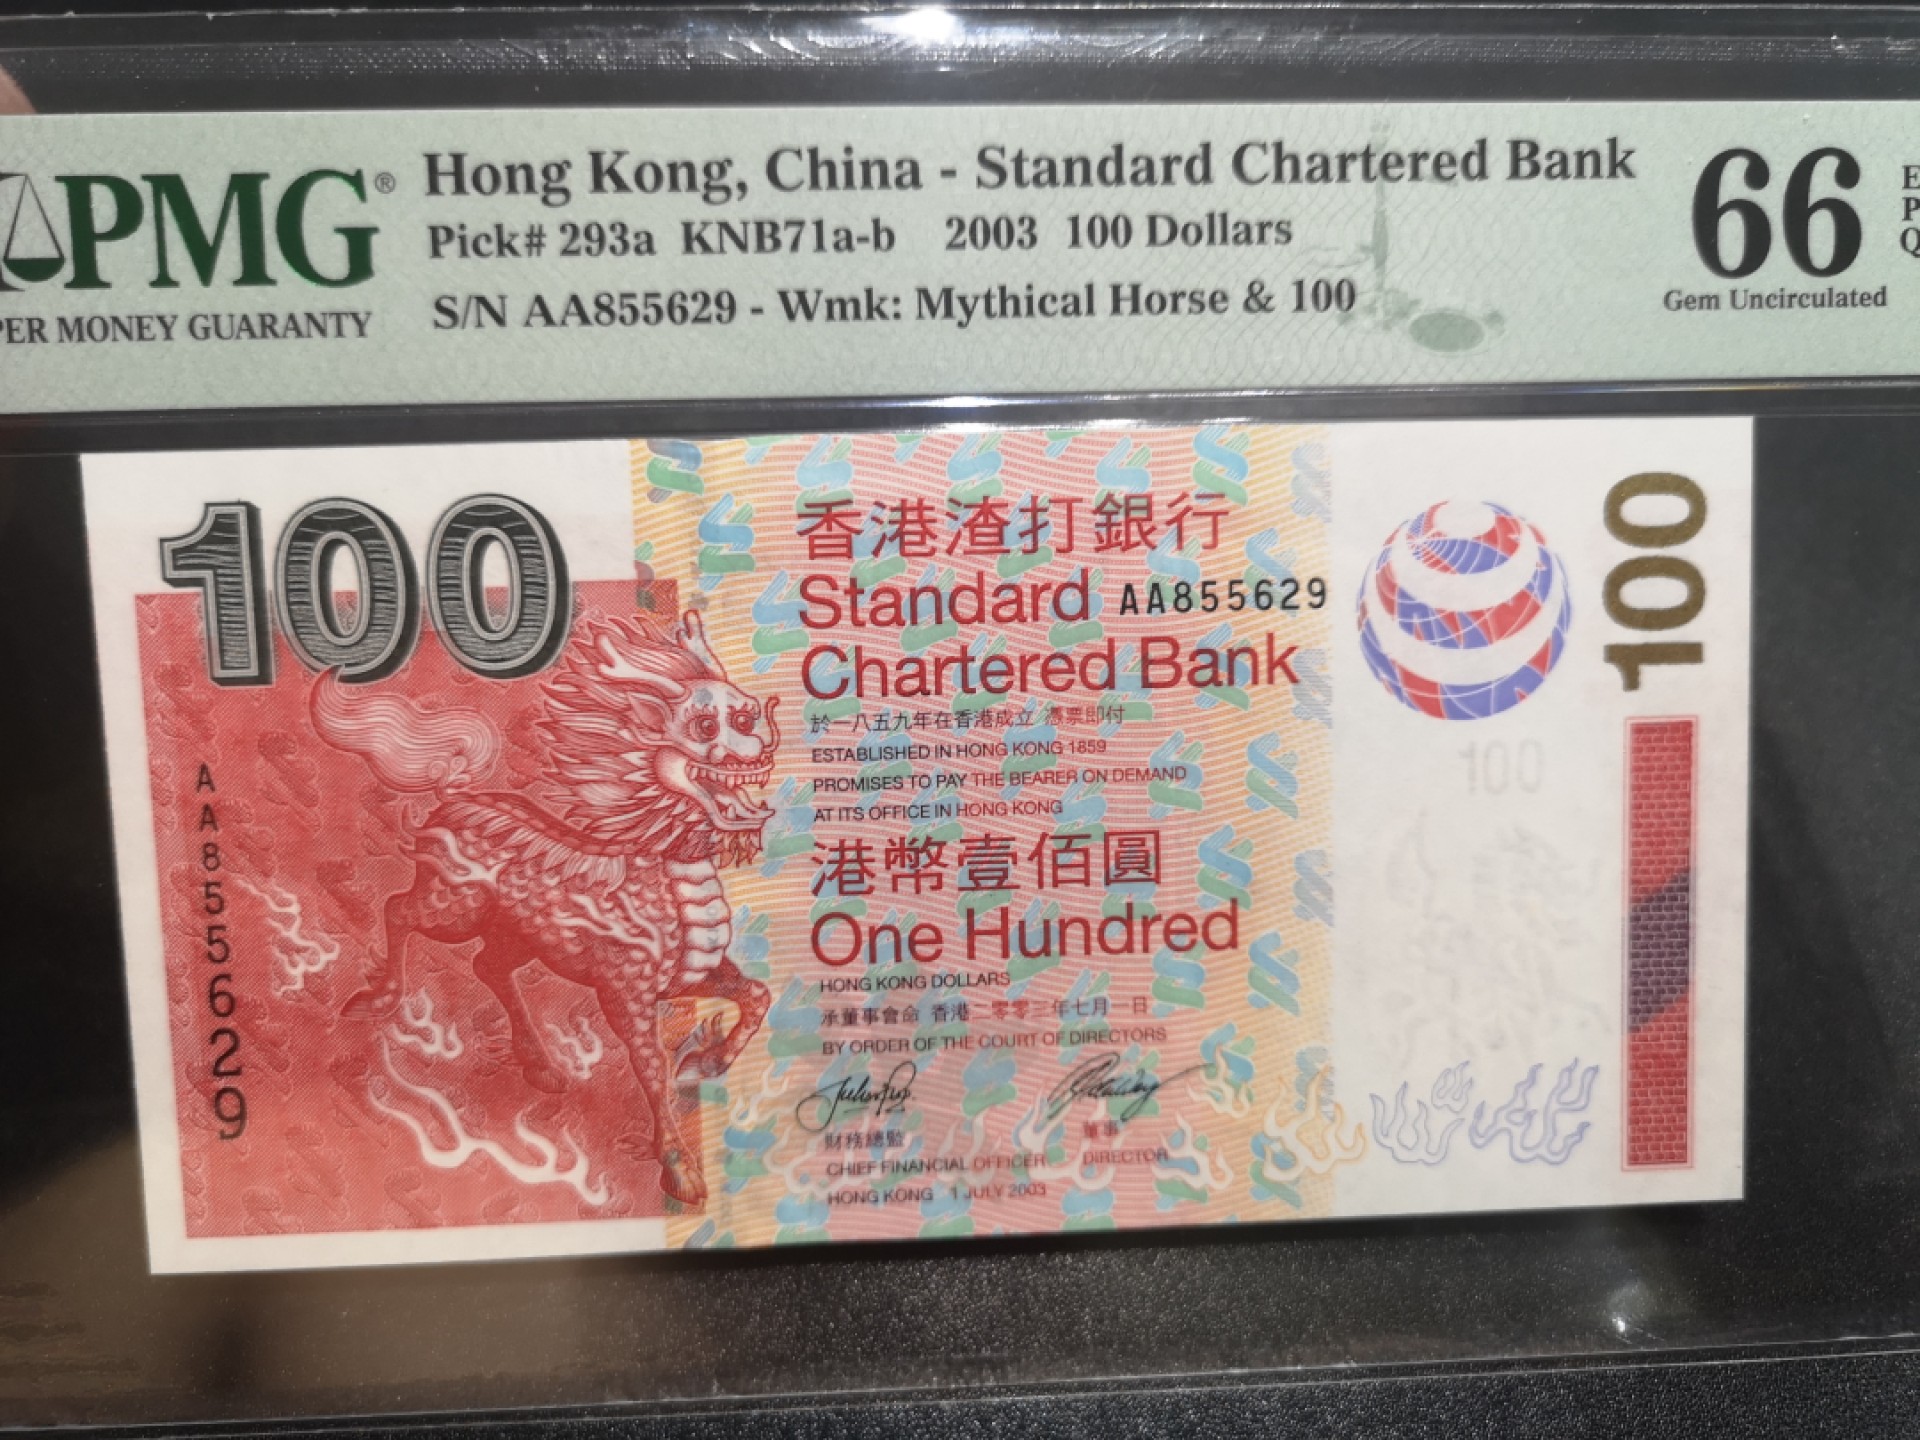 PMG®
PER MONEY GUARANTY
Hong Kong, China - Standard Chartered Bank
Pick# 293a KNB71a-b 2003 100 Dollars
S/N AA855629 - Wmk: Mythical Horse & 100
66
Gem Uncirculated
E
P
Q
100
香港渣打銀行
Standard
AA855629
Chartered Bank
於一八五九年在香港成立 憑票即付
ESTABLISHED IN HONG KONG 1859
PROMISES TO PAY THE BEARER ON DEMAND
AT ITS OFFICE IN HONG KONG
港幣壹佰圓
One Hundred
HONG KONG DOLLARS
承董事會命 香港二零零三年七月一日
BY ORDER OF THE COURT OF DIRECTORS
財務總監
CHIEF FINANCIAL OFFICER
董事
DIRECTOR
HONG KONG 1 JULY 2003
AA855629
100
100